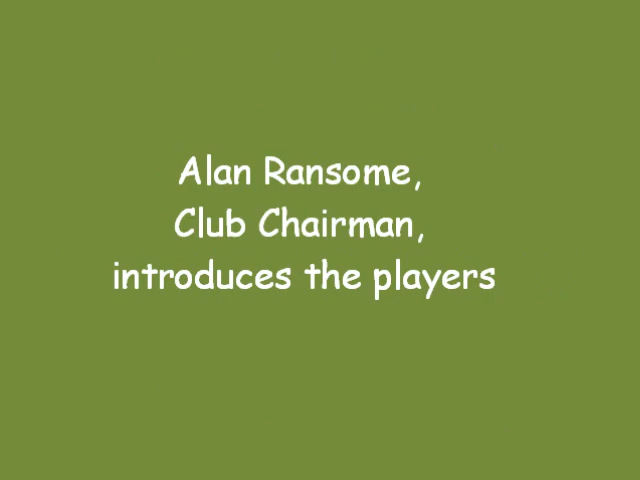 Alan Ransome,
Club Chairman,
introduces the players